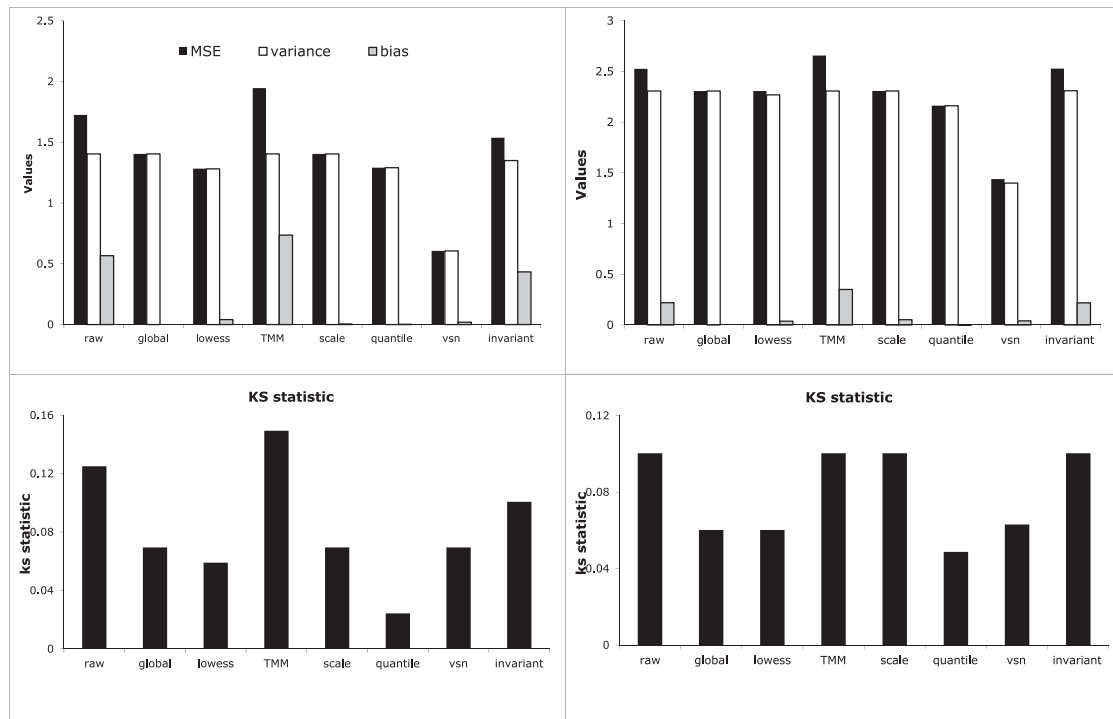 2.5
2
1.5
1
0.5
0
Values
MSE variance bias
raw global lowess TMM scale quantile vsn invariant
3
2.5
2
1.5
1
0.5
0
Values
raw global lowess TMM scale quantile vsn invariant
KS statistic
0.16
0.12
0.08
0.04
0
ks statistic
raw global lowess TMM scale quantile vsn invariant
KS statistic
0.12
0.08
0.04
0
ks statistic
raw global lowess TMM scale quantile vsn invariant